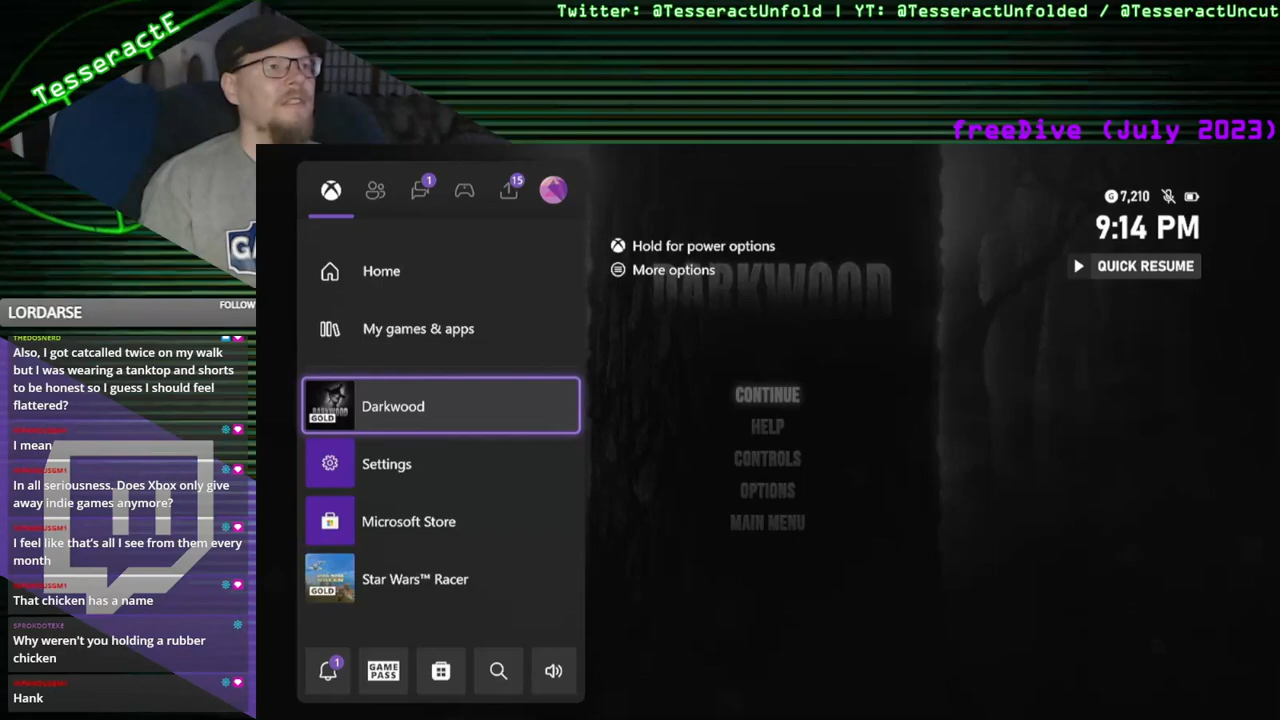 Twitter: @TesseractUnfold | YT: @TesseractUnfolded / @TesseractUncut
TesseractE
freeDive (July 2023)
1
15
7,210
9:14 PM
QUICK RESUME
Hold for power options
More options
DARKWOOD
Home
My games & apps
CONTINUE
HELP
CONTROLS
OPTIONS
MAIN MENU
DARKWOOD
GOLD
Darkwood
Settings
Microsoft Store
GOLD
Star Wars™ Racer
1
GAME
PASS
LORDARSE
FOLLOW
THEDOSNERD
Also, I got catcalled twice on my walk
but I was wearing a tanktop and shorts
to be honest so I guess I should feel
flattered?
I mean
In all seriousness. Does Xbox only give
away indie games anymore?
I feel like that's all I see from them every
month
That chicken has a name
SPROKDOTEXE
Why weren't you holding a rubber
chicken
Hank